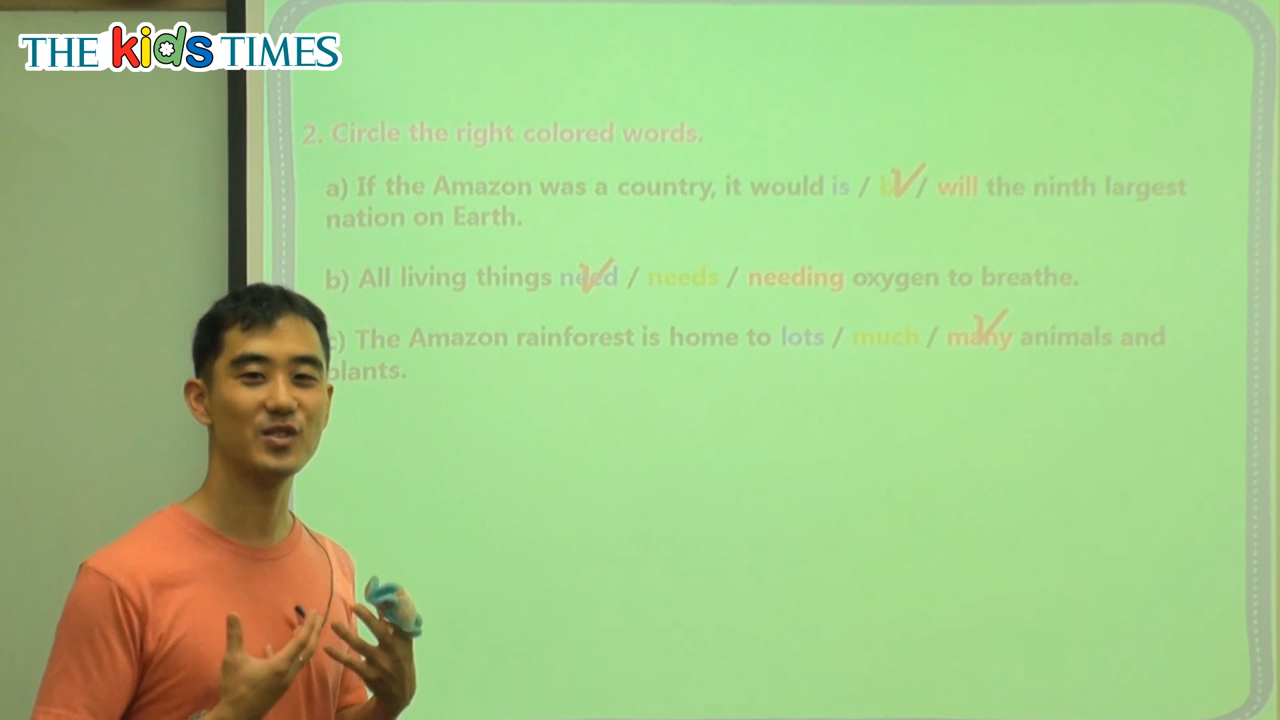 THE kids TIMES
2. Circle the right colored words.
a) If the Amazon was a country, it would is / / will the ninth largest
nation on Earth.
b) All living things need / needs / needing oxygen to breathe.
c) The Amazon rainforest is home to lots / much / many animals and
plants.